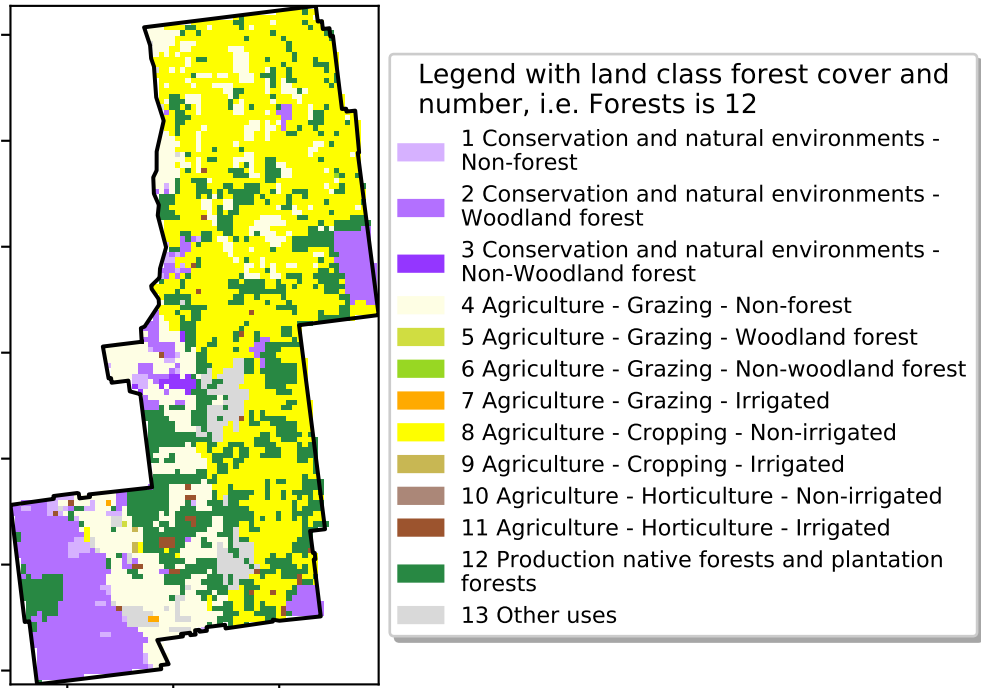 Legend with land class forest cover and
number, i.e. Forests is 12
1 Conservation and natural environments -
Non-forest
2 Conservation and natural environments -
Woodland forest
3 Conservation and natural environments -
Non-Woodland forest
4 Agriculture - Grazing - Non-forest
5 Agriculture - Grazing - Woodland forest
6 Agriculture - Grazing - Non-woodland forest
7 Agriculture - Grazing - Irrigated
8 Agriculture - Cropping - Non-irrigated
9 Agriculture - Cropping - Irrigated
10 Agriculture - Horticulture - Non-irrigated
11 Agriculture - Horticulture - Irrigated
12 Production native forests and plantation
forests
13 Other uses